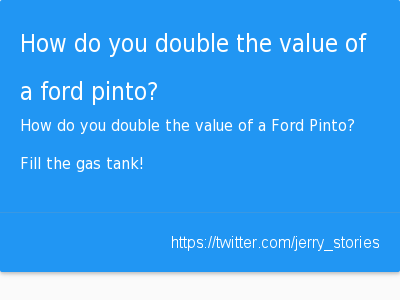 How do you double the value of
a ford pinto?
How do you double the value of a Ford Pinto?
Fill the gas tank!
https://twitter.com/jerry_stories